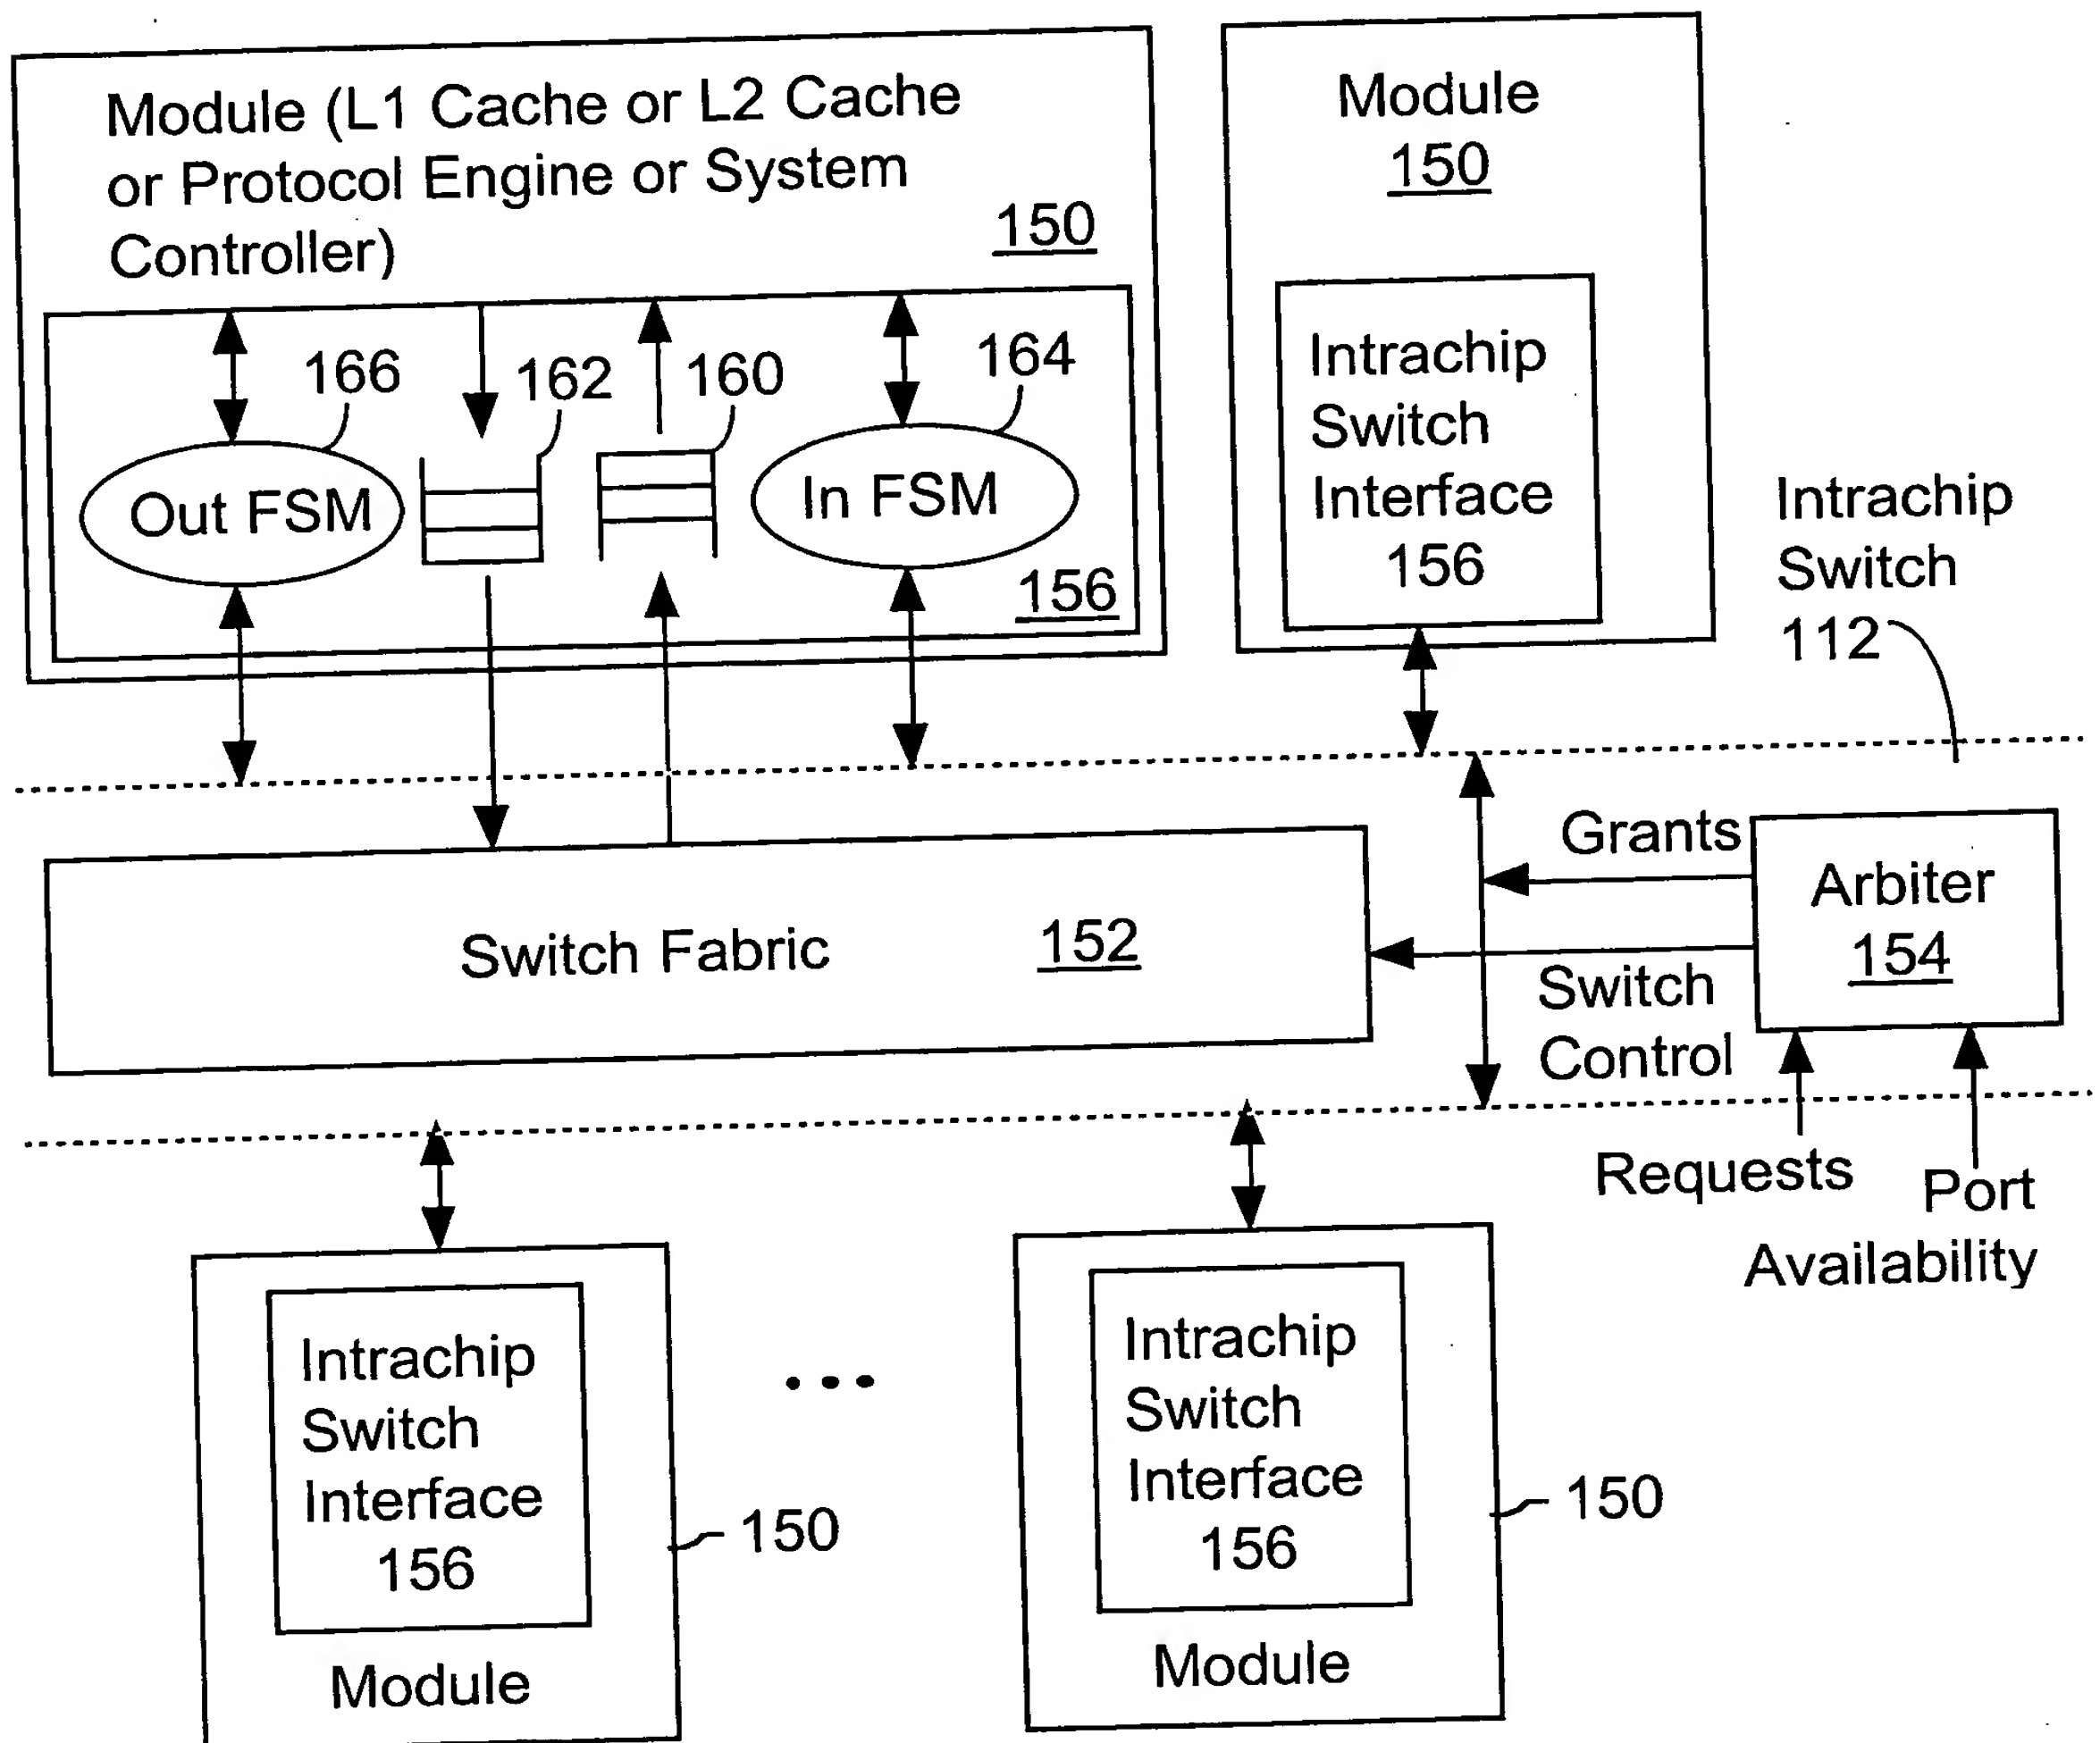 Module (L1 Cache or L2 Cache
or Protocol Engine or System
Controller)
150
166
162
160
164
Out FSM
In FSM
156
Module
150
Intrachip
Switch
Interface
156
Intrachip
Switch
112
Grants
Arbiter
154
Switch Fabric
152
Switch
Control
Requests
Port
Availability
Intrachip
Switch
Interface
156
Module
150
...
Intrachip
Switch
Interface
156
Module
150